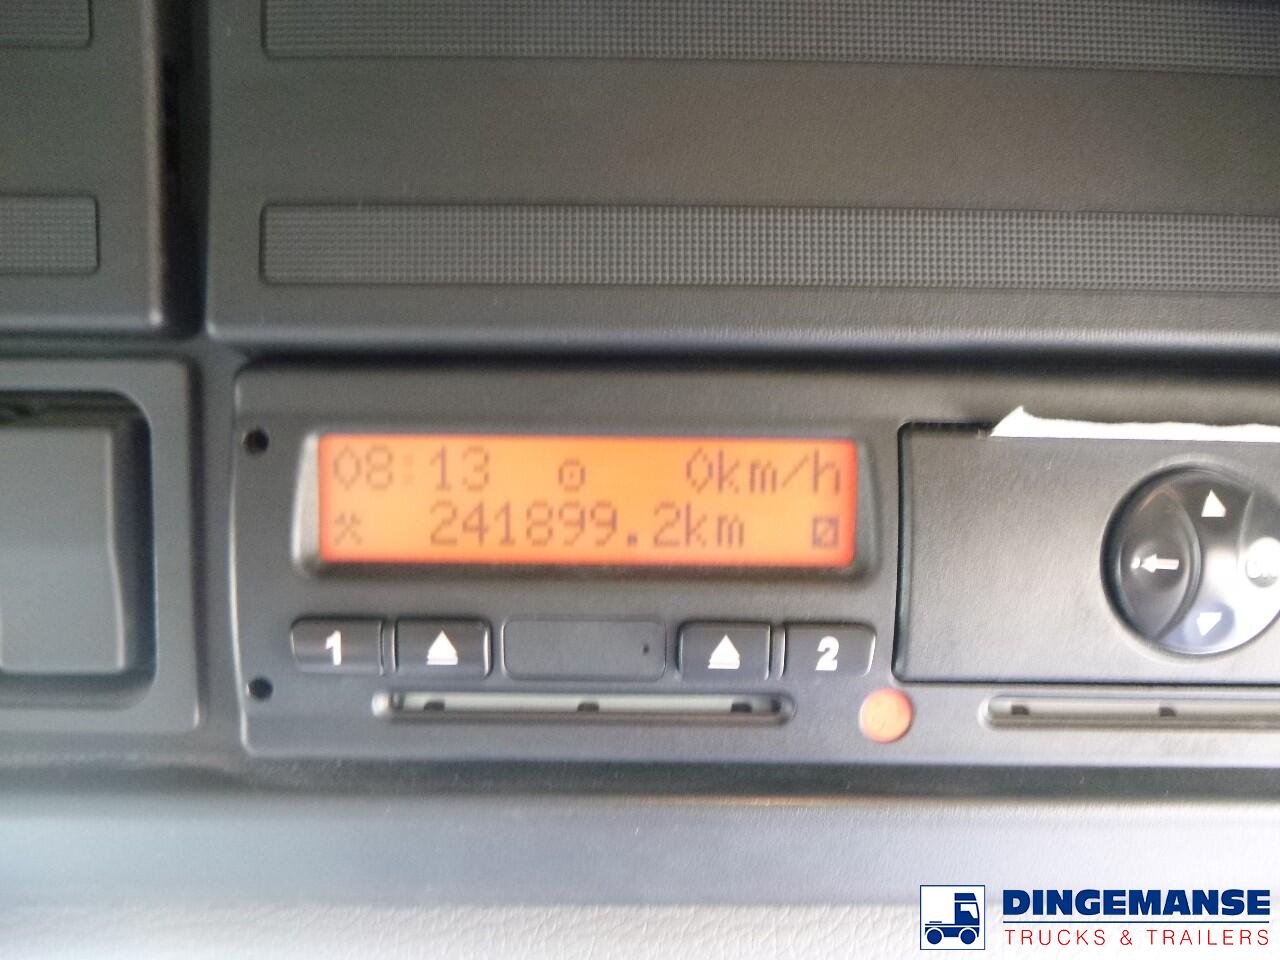 08:13 0km/h
241899.2km
1 2
DINGEMANSE
TRUCKS & TRAILERS